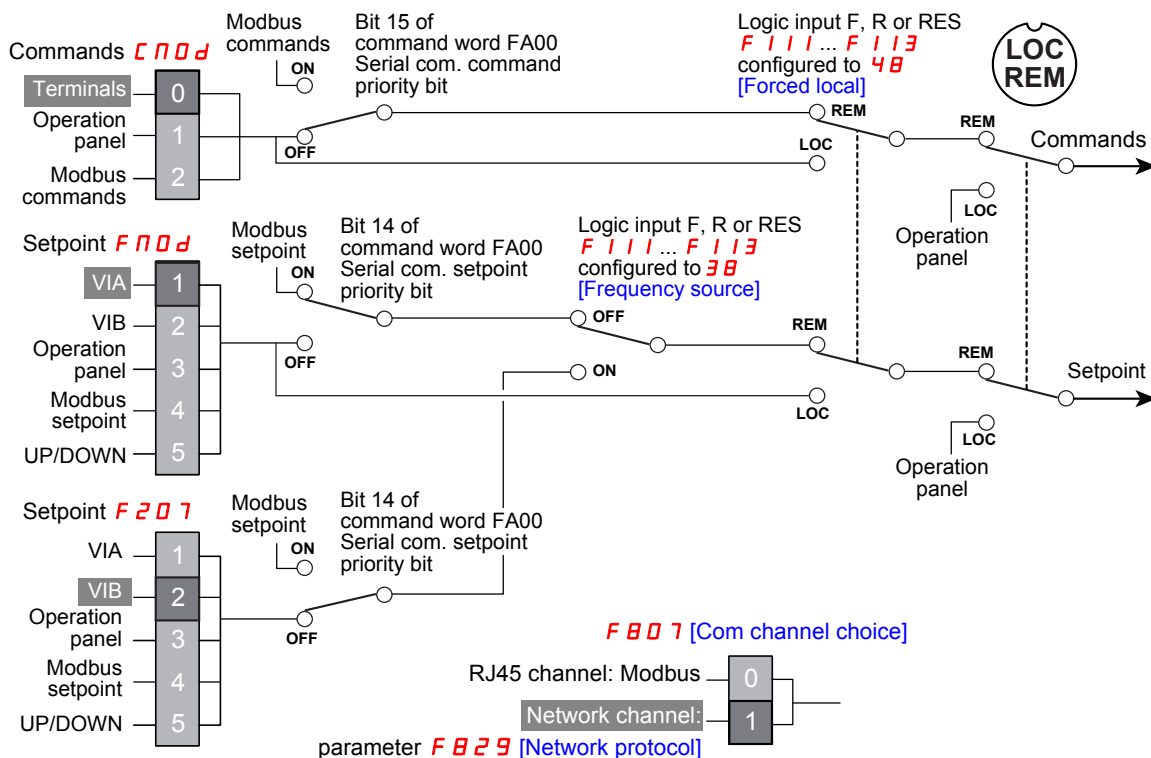 Commands CMOd
Terminals
0
Operation
panel
1
Modbus
commands
2
Modbus
commands
ON
OFF
Bit 15 of
command word FA00
Serial com. command
priority bit
Logic input F, R or RES
F111... F113
configured to 48
[Forced local]
REM
LOC
LOC
REM
REM
Commands
LOC
Operation
panel
Setpoint FMOd
VIA
1
VIB
2
Operation
panel
3
Modbus
setpoint
4
UP/DOWN
5
Modbus
setpoint
ON
OFF
Bit 14 of
command word FA00
Serial com. setpoint
priority bit
Logic input F, R or RES
F111... F113
configured to 38
[Frequency source]
OFF
ON
REM
LOC
REM
Setpoint
LOC
Operation
panel
Setpoint F207
VIA
1
VIB
2
Operation
panel
3
Modbus
setpoint
4
UP/DOWN
5
Modbus
setpoint
ON
OFF
Bit 14 of
command word FA00
Serial com. setpoint
priority bit
F807 [Com channel choice]
RJ45 channel: Modbus
0
Network channel:
1
parameter F829 [Network protocol]